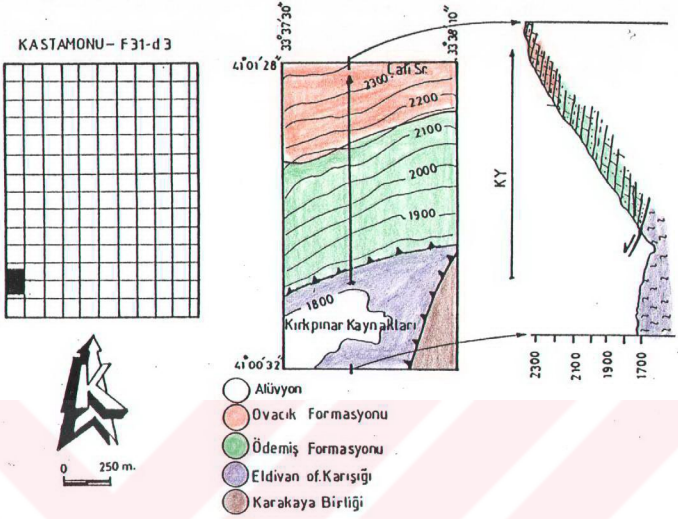 KASTAMONU- F31-d3
33°37'30"
33°38'10"
41°01'28"
Çatı Sr.
2300
2200
2100
2000
1900
1800
Kırkpınar Kaynakları
41°00'32"
KY
2300
2100
1900
1700
Alüvyon
Ovacık Formasyonu
Ödemiş Formasyonu
Eldivan of.Karışığı
Karakaya Birliği
K
0 250 m.